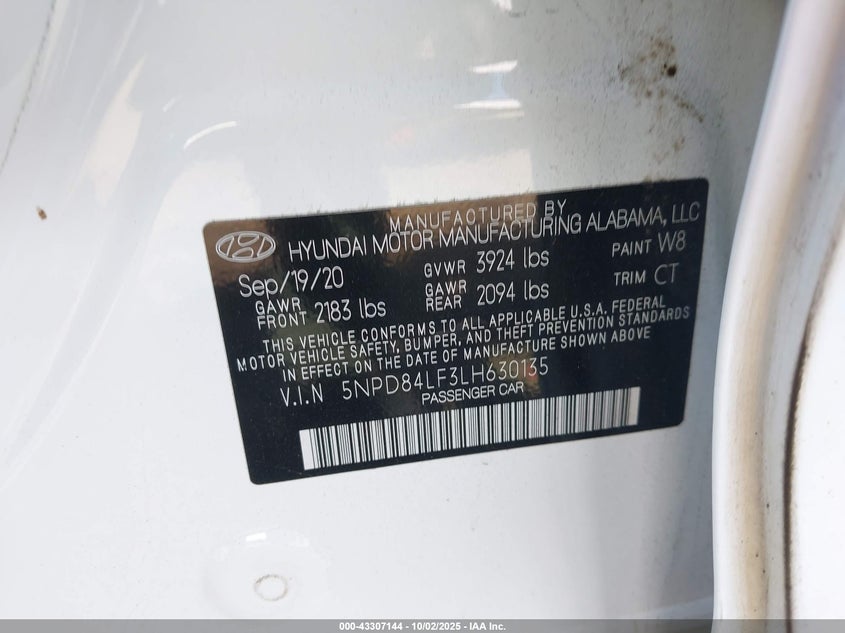 MANUFACTURED BY
HYUNDAI MOTOR MANUFACTURING ALABAMA, LLC
Sep/19/20 GVWR 3924 lbs PAINT W8
GAWR FRONT 2183 lbs GAWR REAR 2094 lbs TRIM CT
THIS VEHICLE CONFORMS TO ALL APPLICABLE U.S.A. FEDERAL
MOTOR VEHICLE SAFETY, BUMPER, AND THEFT PREVENTION STANDARDS
IN EFFECT ON THE DATE OF MANUFACTURE SHOWN ABOVE.
V.I.N 5NPD84LF3LH630135
PASSENGER CAR
000-43307144 - 10/02/2025 - IAA Inc.